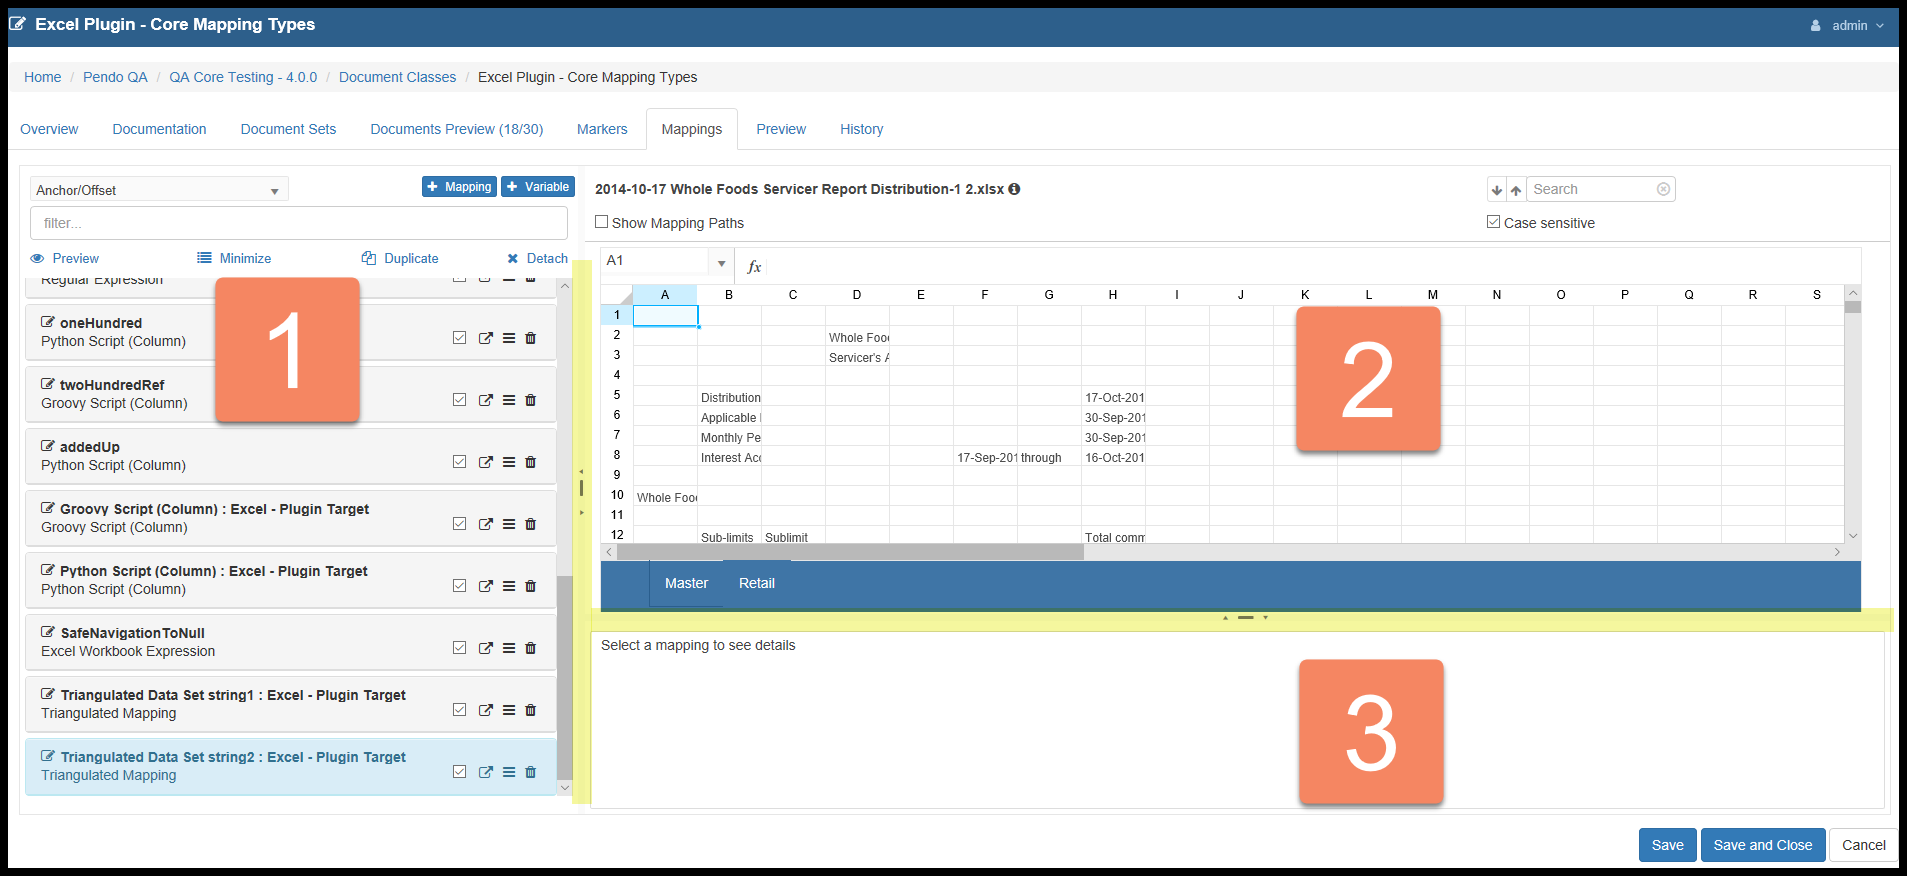 Excel Plugin - Core Mapping Types
admin
Home / Pendo QA / QA Core Testing - 4.0.0 / Document Classes / Excel Plugin - Core Mapping Types
Overview Documentation Document Sets Documents Preview (18/30) Markers Mappings Preview History
Anchor/Offset
+ Mapping + Variable
filter...
Preview Minimize Duplicate Detach
Regular Expression
oneHundred
Python Script (Column)
twoHundredRef
Groovy Script (Column)
addedUp
Python Script (Column)
Groovy Script (Column) : Excel - Plugin Target
Groovy Script (Column)
Python Script (Column) : Excel - Plugin Target
Python Script (Column)
SafeNavigationToNull
Excel Workbook Expression
Triangulated Data Set string1 : Excel - Plugin Target
Triangulated Mapping
Triangulated Data Set string2 : Excel - Plugin Target
Triangulated Mapping
1
2014-10-17 Whole Foods Servicer Report Distribution-1 2.xlsx
Search
Show Mapping Paths
Case sensitive
A1
fx
A B C D E F G H I J K L M N O P Q R S
1
2 Whole Foo
3 Servicer's A
4
5 Distribution 17-Oct-201
6 Applicable 30-Sep-201
7 Monthly Pe 30-Sep-201
8 Interest Acc 17-Sep-201 through 16-Oct-201
9
10 Whole Foo
11
12 Sub-limits Sublimit Total comm
2
Master Retail
Select a mapping to see details
3
Save Save and Close Cancel